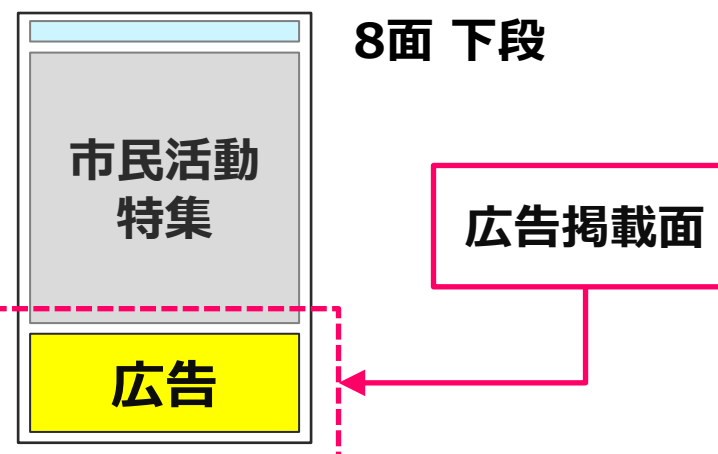 8面 下段
市民活動
特集
広告掲載面
広告